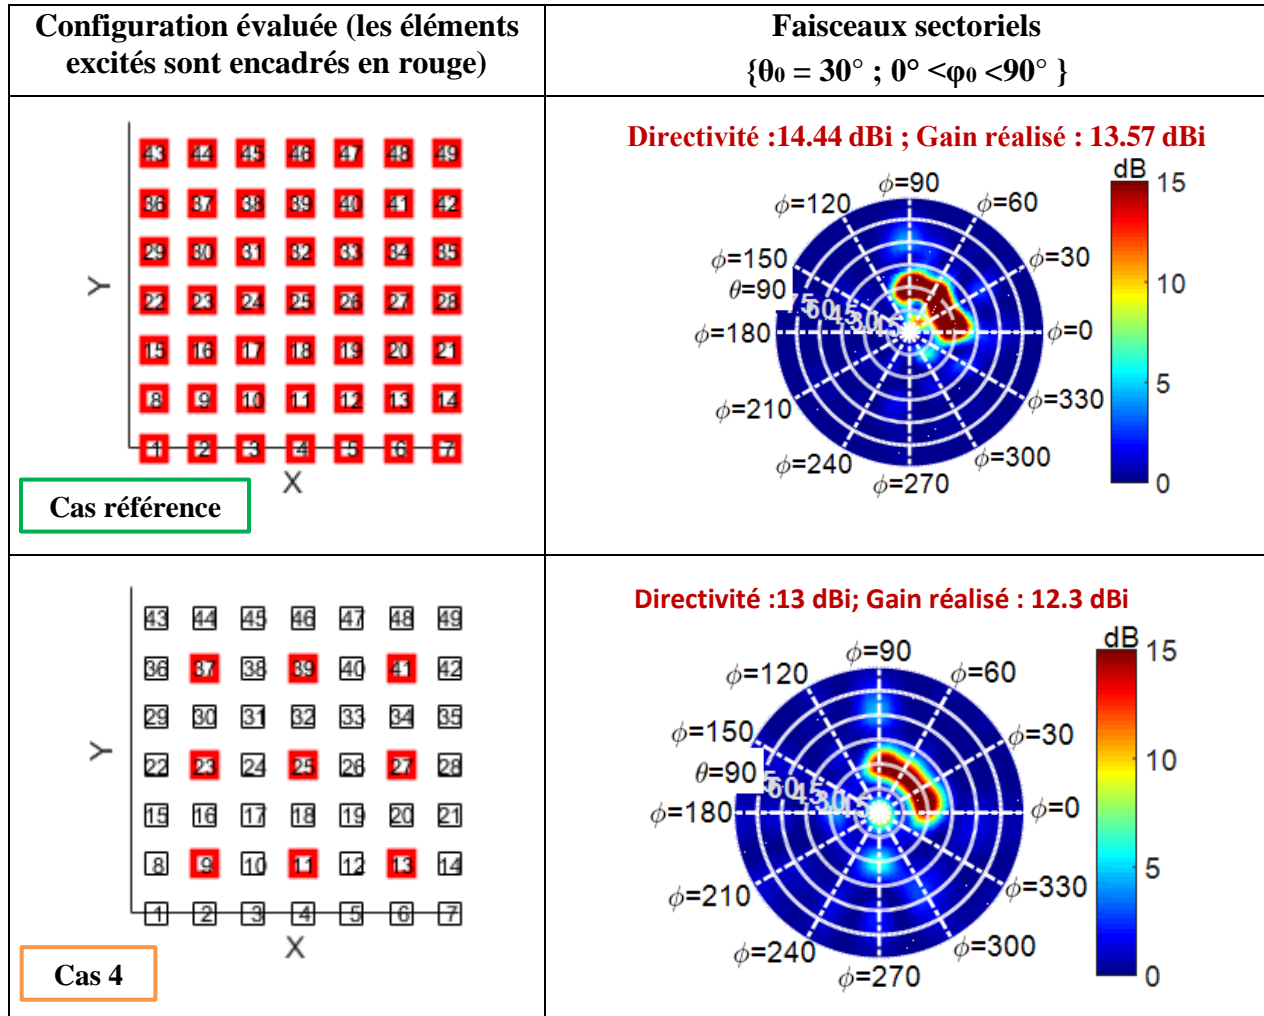 Configuration évaluée (les éléments
excités sont encadrés en rouge)
Faisceaux sectoriels
{θ₀ = 30° ; 0° <φ₀ <90° }
43 44 45 46 47 48 49
36 37 38 39 40 41 42
29 30 31 32 33 34 35
22 23 24 25 26 27 28
15 16 17 18 19 20 21
8 9 10 11 12 13 14
1 2 3 4 5 6 7
Y
X
Cas référence
Directivité :14.44 dBi ; Gain réalisé : 13.57 dBi
dB
15
10
5
0
ϕ=90
ϕ=120
ϕ=60
ϕ=150
ϕ=30
θ=90
75 60 45 30 15
ϕ=180
ϕ=0
ϕ=210
ϕ=330
ϕ=240
ϕ=300
ϕ=270
43 44 45 46 47 48 49
36 37 38 39 40 41 42
29 30 31 32 33 34 35
22 23 24 25 26 27 28
15 16 17 18 19 20 21
8 9 10 11 12 13 14
1 2 3 4 5 6 7
Y
X
Cas 4
Directivité :13 dBi; Gain réalisé : 12.3 dBi
dB
15
10
5
0
ϕ=90
ϕ=120
ϕ=60
ϕ=150
ϕ=30
θ=90
60 45 30 15
ϕ=180
ϕ=0
ϕ=210
ϕ=330
ϕ=240
ϕ=300
ϕ=270